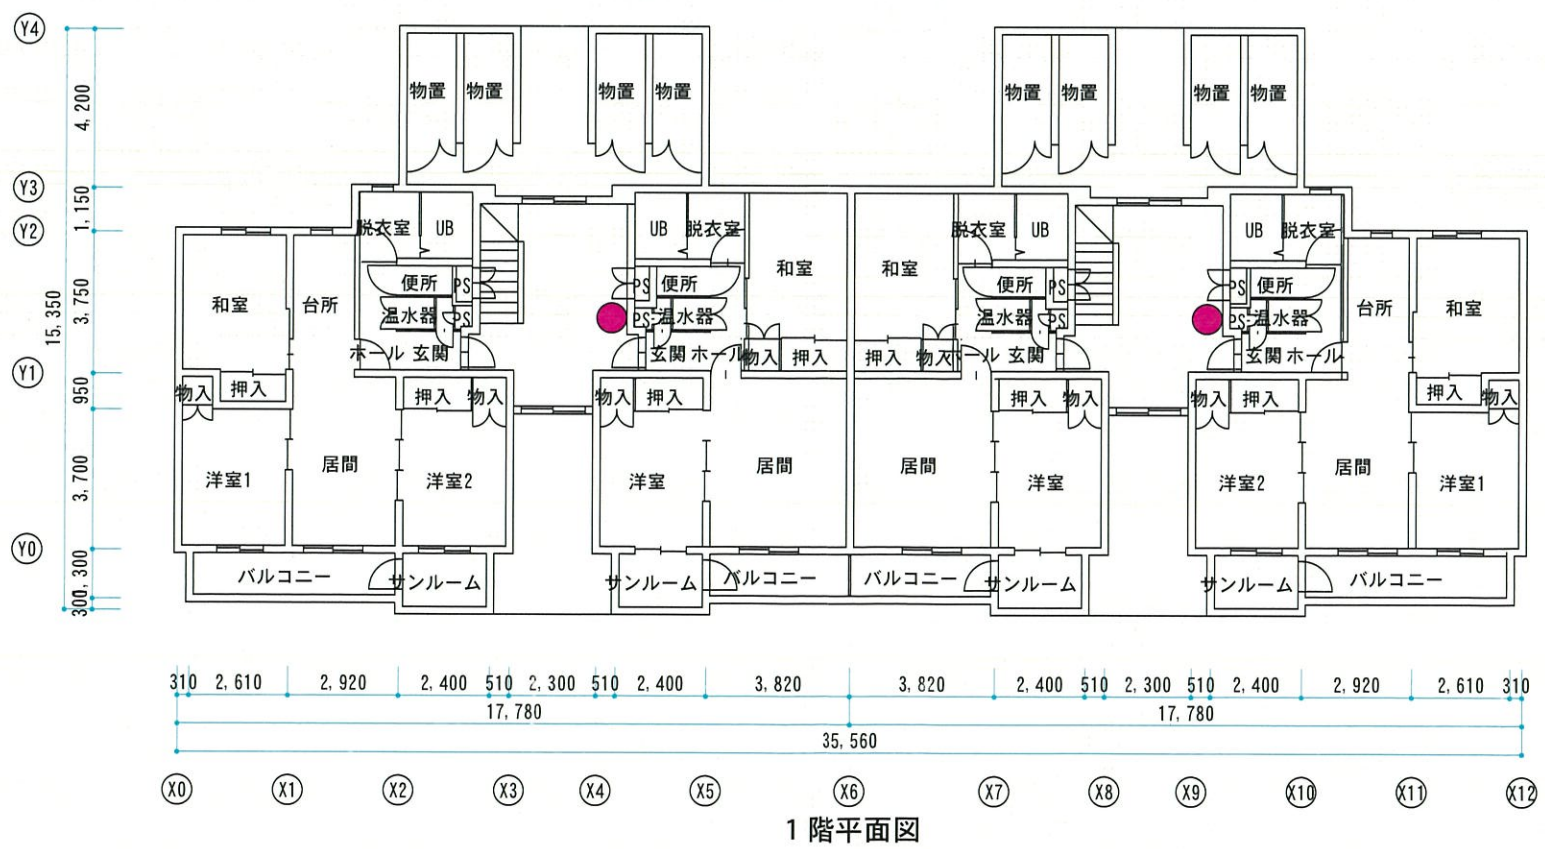 Y4
物置 物置 物置 物置 物置 物置 物置 物置
4,200
Y3
1,150
脱衣室 UB UB 脱衣室 脱衣室 UB UB 脱衣室
Y2
和室 台所 便所 PS PS 便所 和室 和室 便所 PS PS 便所 台所 和室
3,750
15,350
温水器 PS PS 温水器 温水器 PS PS 温水器
ホール 玄関 玄関 ホール 物入 押入 押入 物入 ホール 玄関 玄関 ホール
Y1
物入 押入 押入 物入 物入 押入 押入 物入 物入 押入 押入 物入
950
洋室1 居間 洋室2 洋室 居間 居間 洋室 洋室2 居間 洋室1
3,700
Y0
1,300
バルコニー サンルーム サンルーム バルコニー バルコニー サンルーム サンルーム バルコニー
300
310 2,610 2,920 2,400 510 2,300 510 2,400 3,820 3,820 2,400 510 2,300 510 2,400 2,920 2,610 310
17,780 17,780
35,560
X0 X1 X2 X3 X4 X5 X6 X7 X8 X9 X10 X11 X12
1階平面図